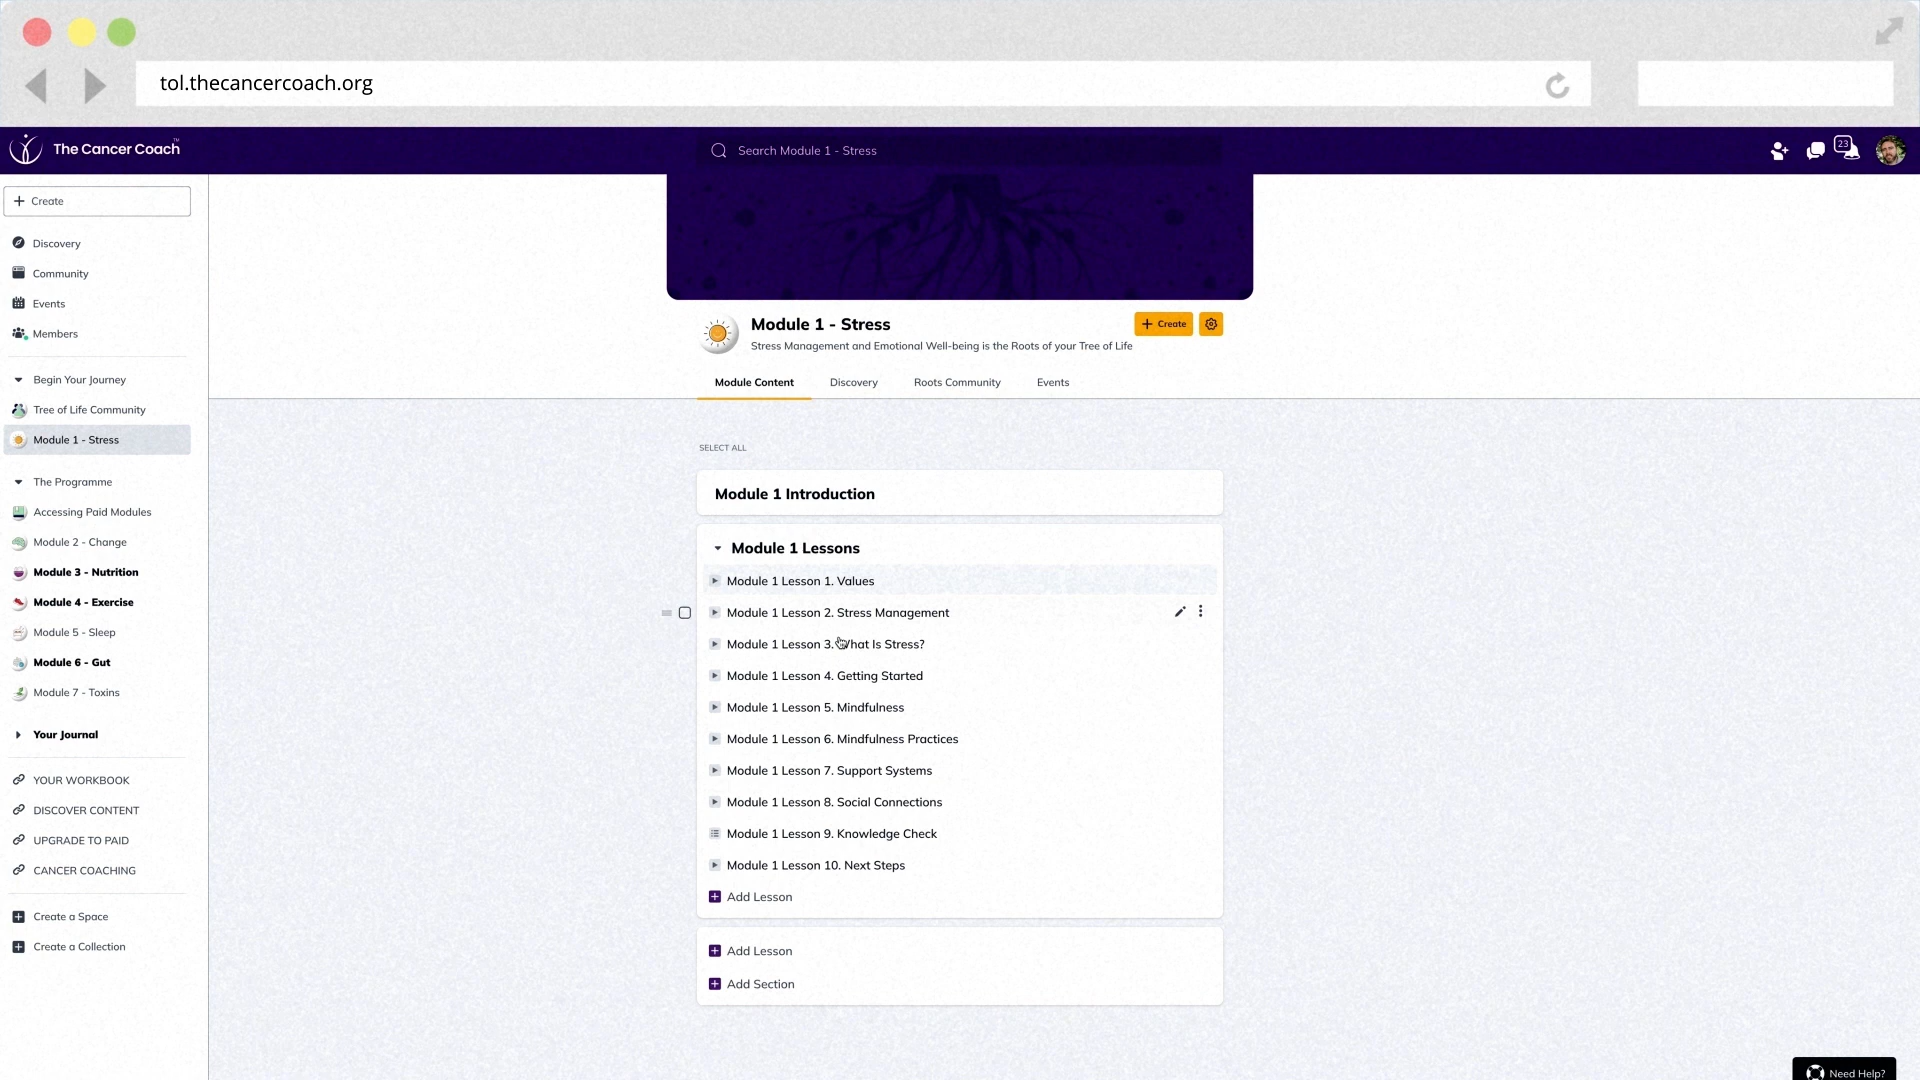 tol.thecancercoach.org
The Cancer Coach™
Search Module 1 - Stress
23
Create
Discovery
Community
Events
Members
Begin Your Journey
Tree of Life Community
Module 1 - Stress
The Programme
Accessing Paid Modules
Module 2 - Change
Module 3 - Nutrition
Module 4 - Exercise
Module 5 - Sleep
Module 6 - Gut
Module 7 - Toxins
Your Journal
YOUR WORKBOOK
DISCOVER CONTENT
UPGRADE TO PAID
CANCER COACHING
Create a Space
Create a Collection
Module 1 - Stress
Create
Stress Management and Emotional Well-being is the Roots of your Tree of Life
Module Content Discovery Roots Community Events
SELECT ALL
Module 1 Introduction
Module 1 Lessons
Module 1 Lesson 1. Values
Module 1 Lesson 2. Stress Management
Module 1 Lesson 3. What Is Stress?
Module 1 Lesson 4. Getting Started
Module 1 Lesson 5. Mindfulness
Module 1 Lesson 6. Mindfulness Practices
Module 1 Lesson 7. Support Systems
Module 1 Lesson 8. Social Connections
Module 1 Lesson 9. Knowledge Check
Module 1 Lesson 10. Next Steps
Add Lesson
Add Lesson
Add Section
Need Help?